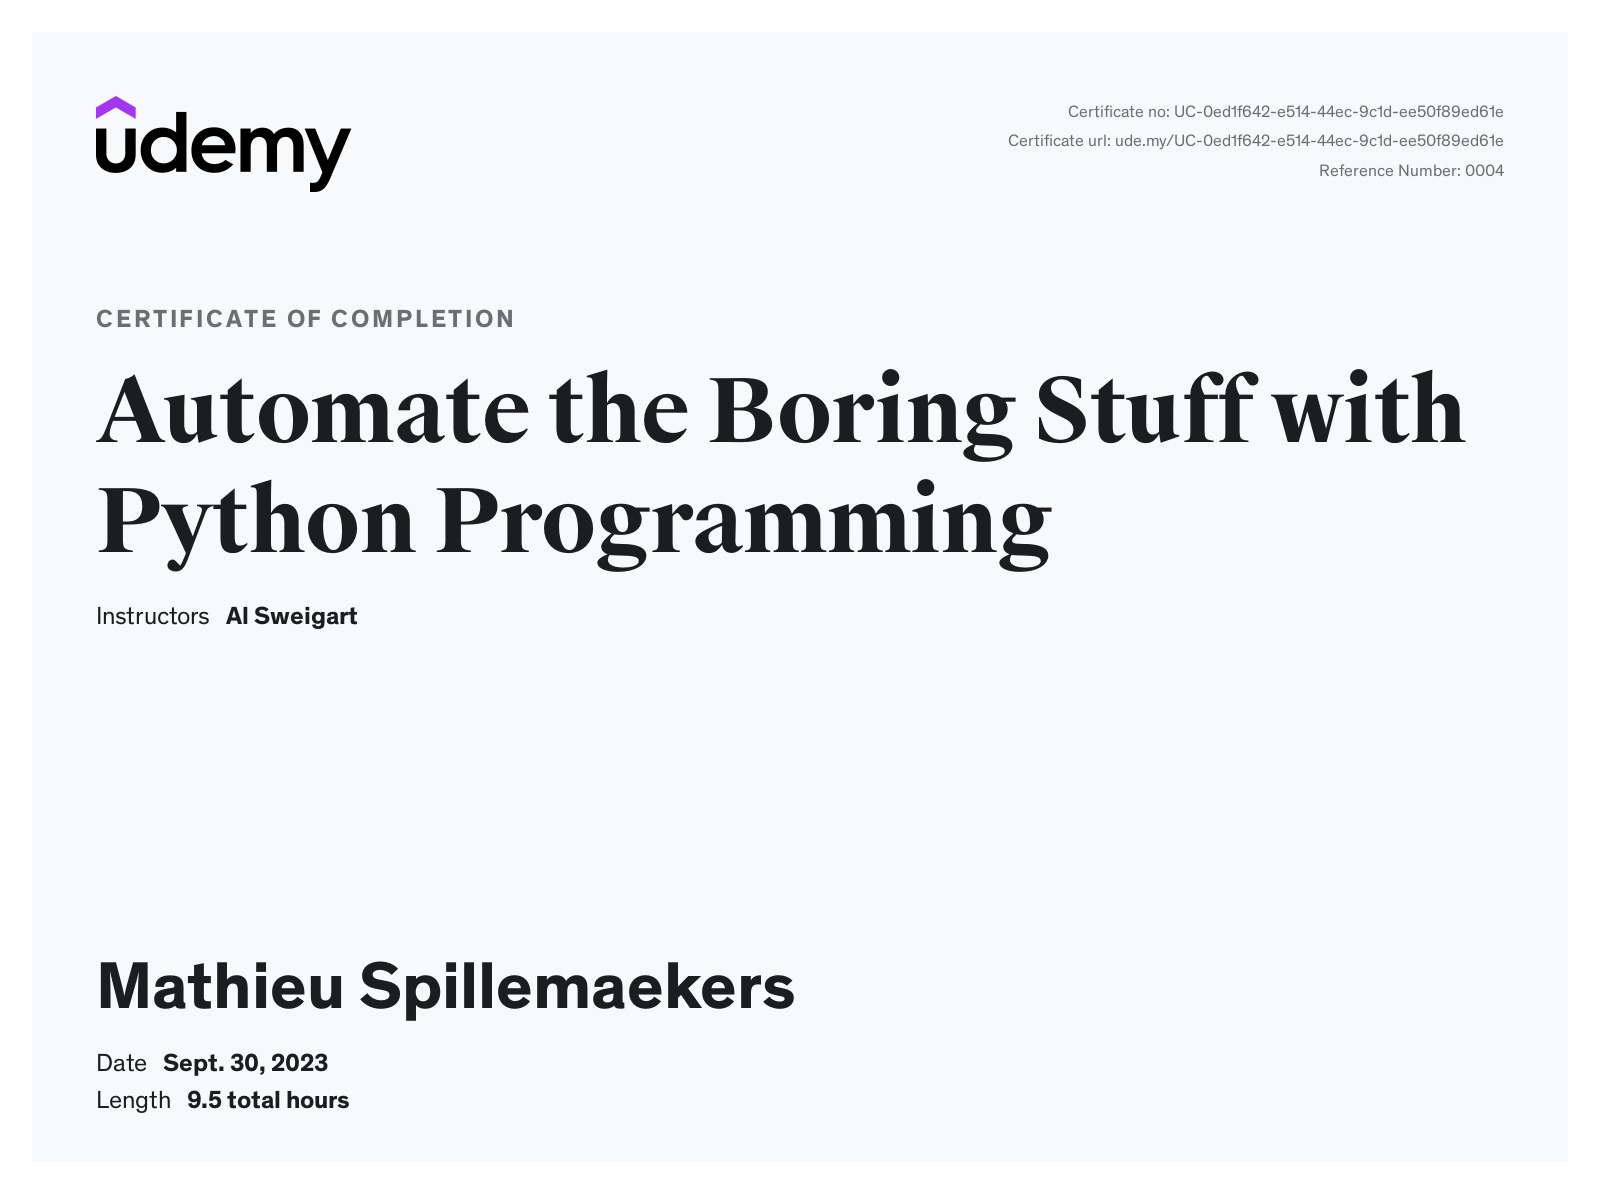 udemy
Certificate no: UC-0ed1f642-e514-44ec-9c1d-ee50f89ed61e
Certificate url: ude.my/UC-0ed1f642-e514-44ec-9c1d-ee50f89ed61e
Reference Number: 0004
CERTIFICATE OF COMPLETION
Automate the Boring Stuff with
Python Programming
Instructors Al Sweigart
Mathieu Spillemaekers
Date Sept. 30, 2023
Length 9.5 total hours